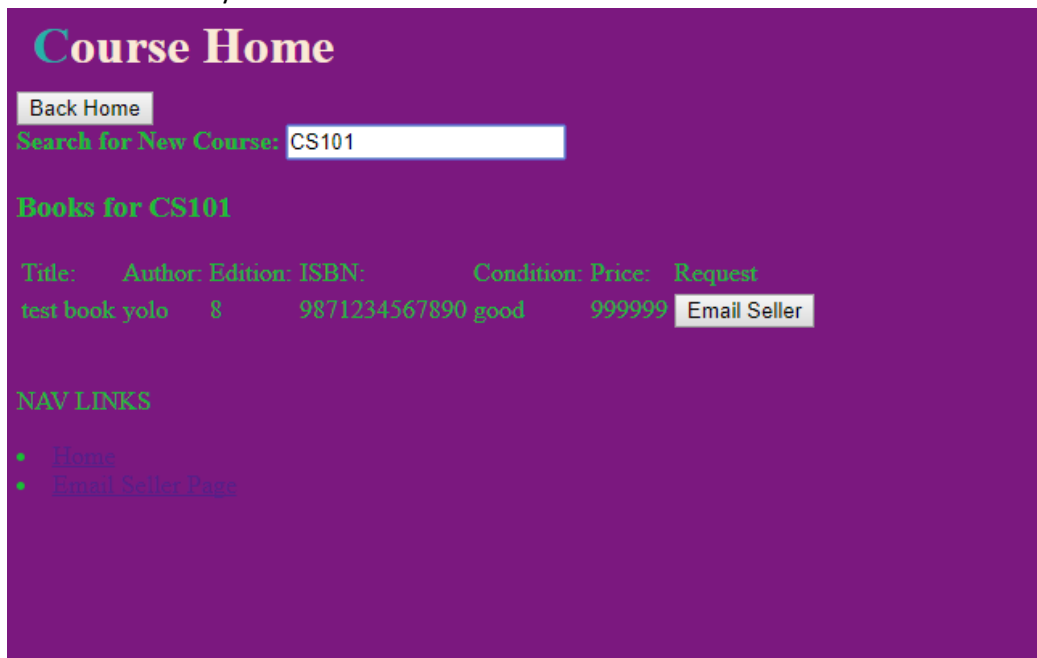 Course Home
Back Home
Search for New Course: CS101
Books for CS101
Title: Author: Edition: ISBN: Condition: Price: Request
test book yolo 8 9871234567890 good 999999 Email Seller
NAV LINKS
Home
Email Seller Page